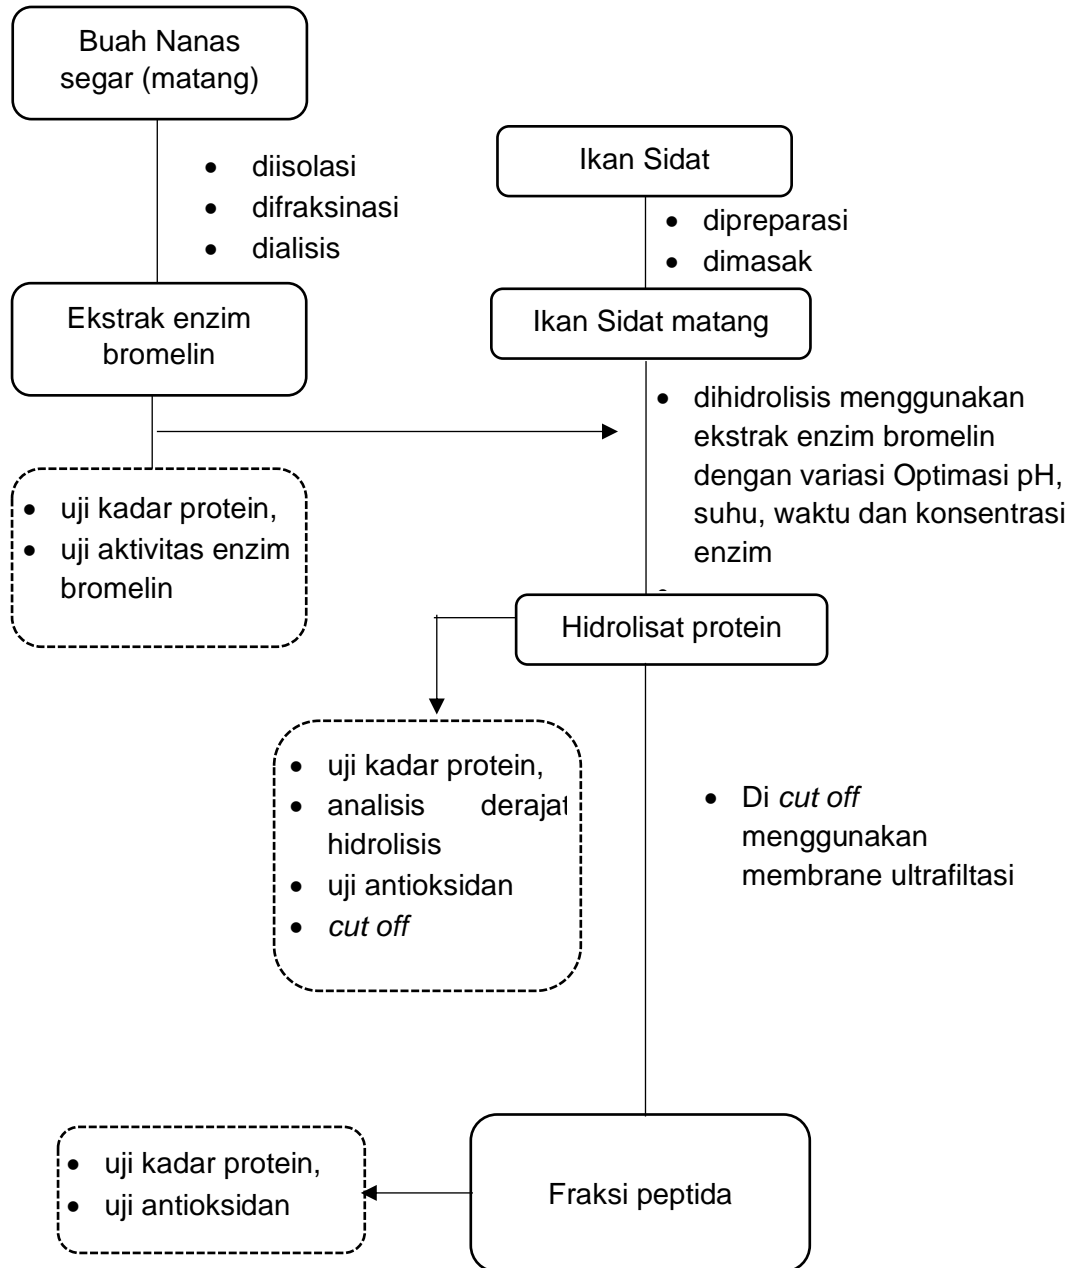 Buah Nanas
segar (matang)
• diisolasi
• difraksinasi
• dialisis
Ikan Sidat
• dipreparasi
• dimasak
Ekstrak enzim
bromelin
Ikan Sidat matang
• dihidrolisis menggunakan
ekstrak enzim bromelin
dengan variasi Optimasi pH,
suhu, waktu dan konsentrasi
enzim
• uji kadar protein,
• uji aktivitas enzim
bromelin
Hidrolisat protein
• uji kadar protein,
• analisis derajat
hidrolisis
• uji antioksidan
• cut off
• Di cut off
menggunakan
membrane ultrafiltasi
• uji kadar protein,
• uji antioksidan
Fraksi peptida